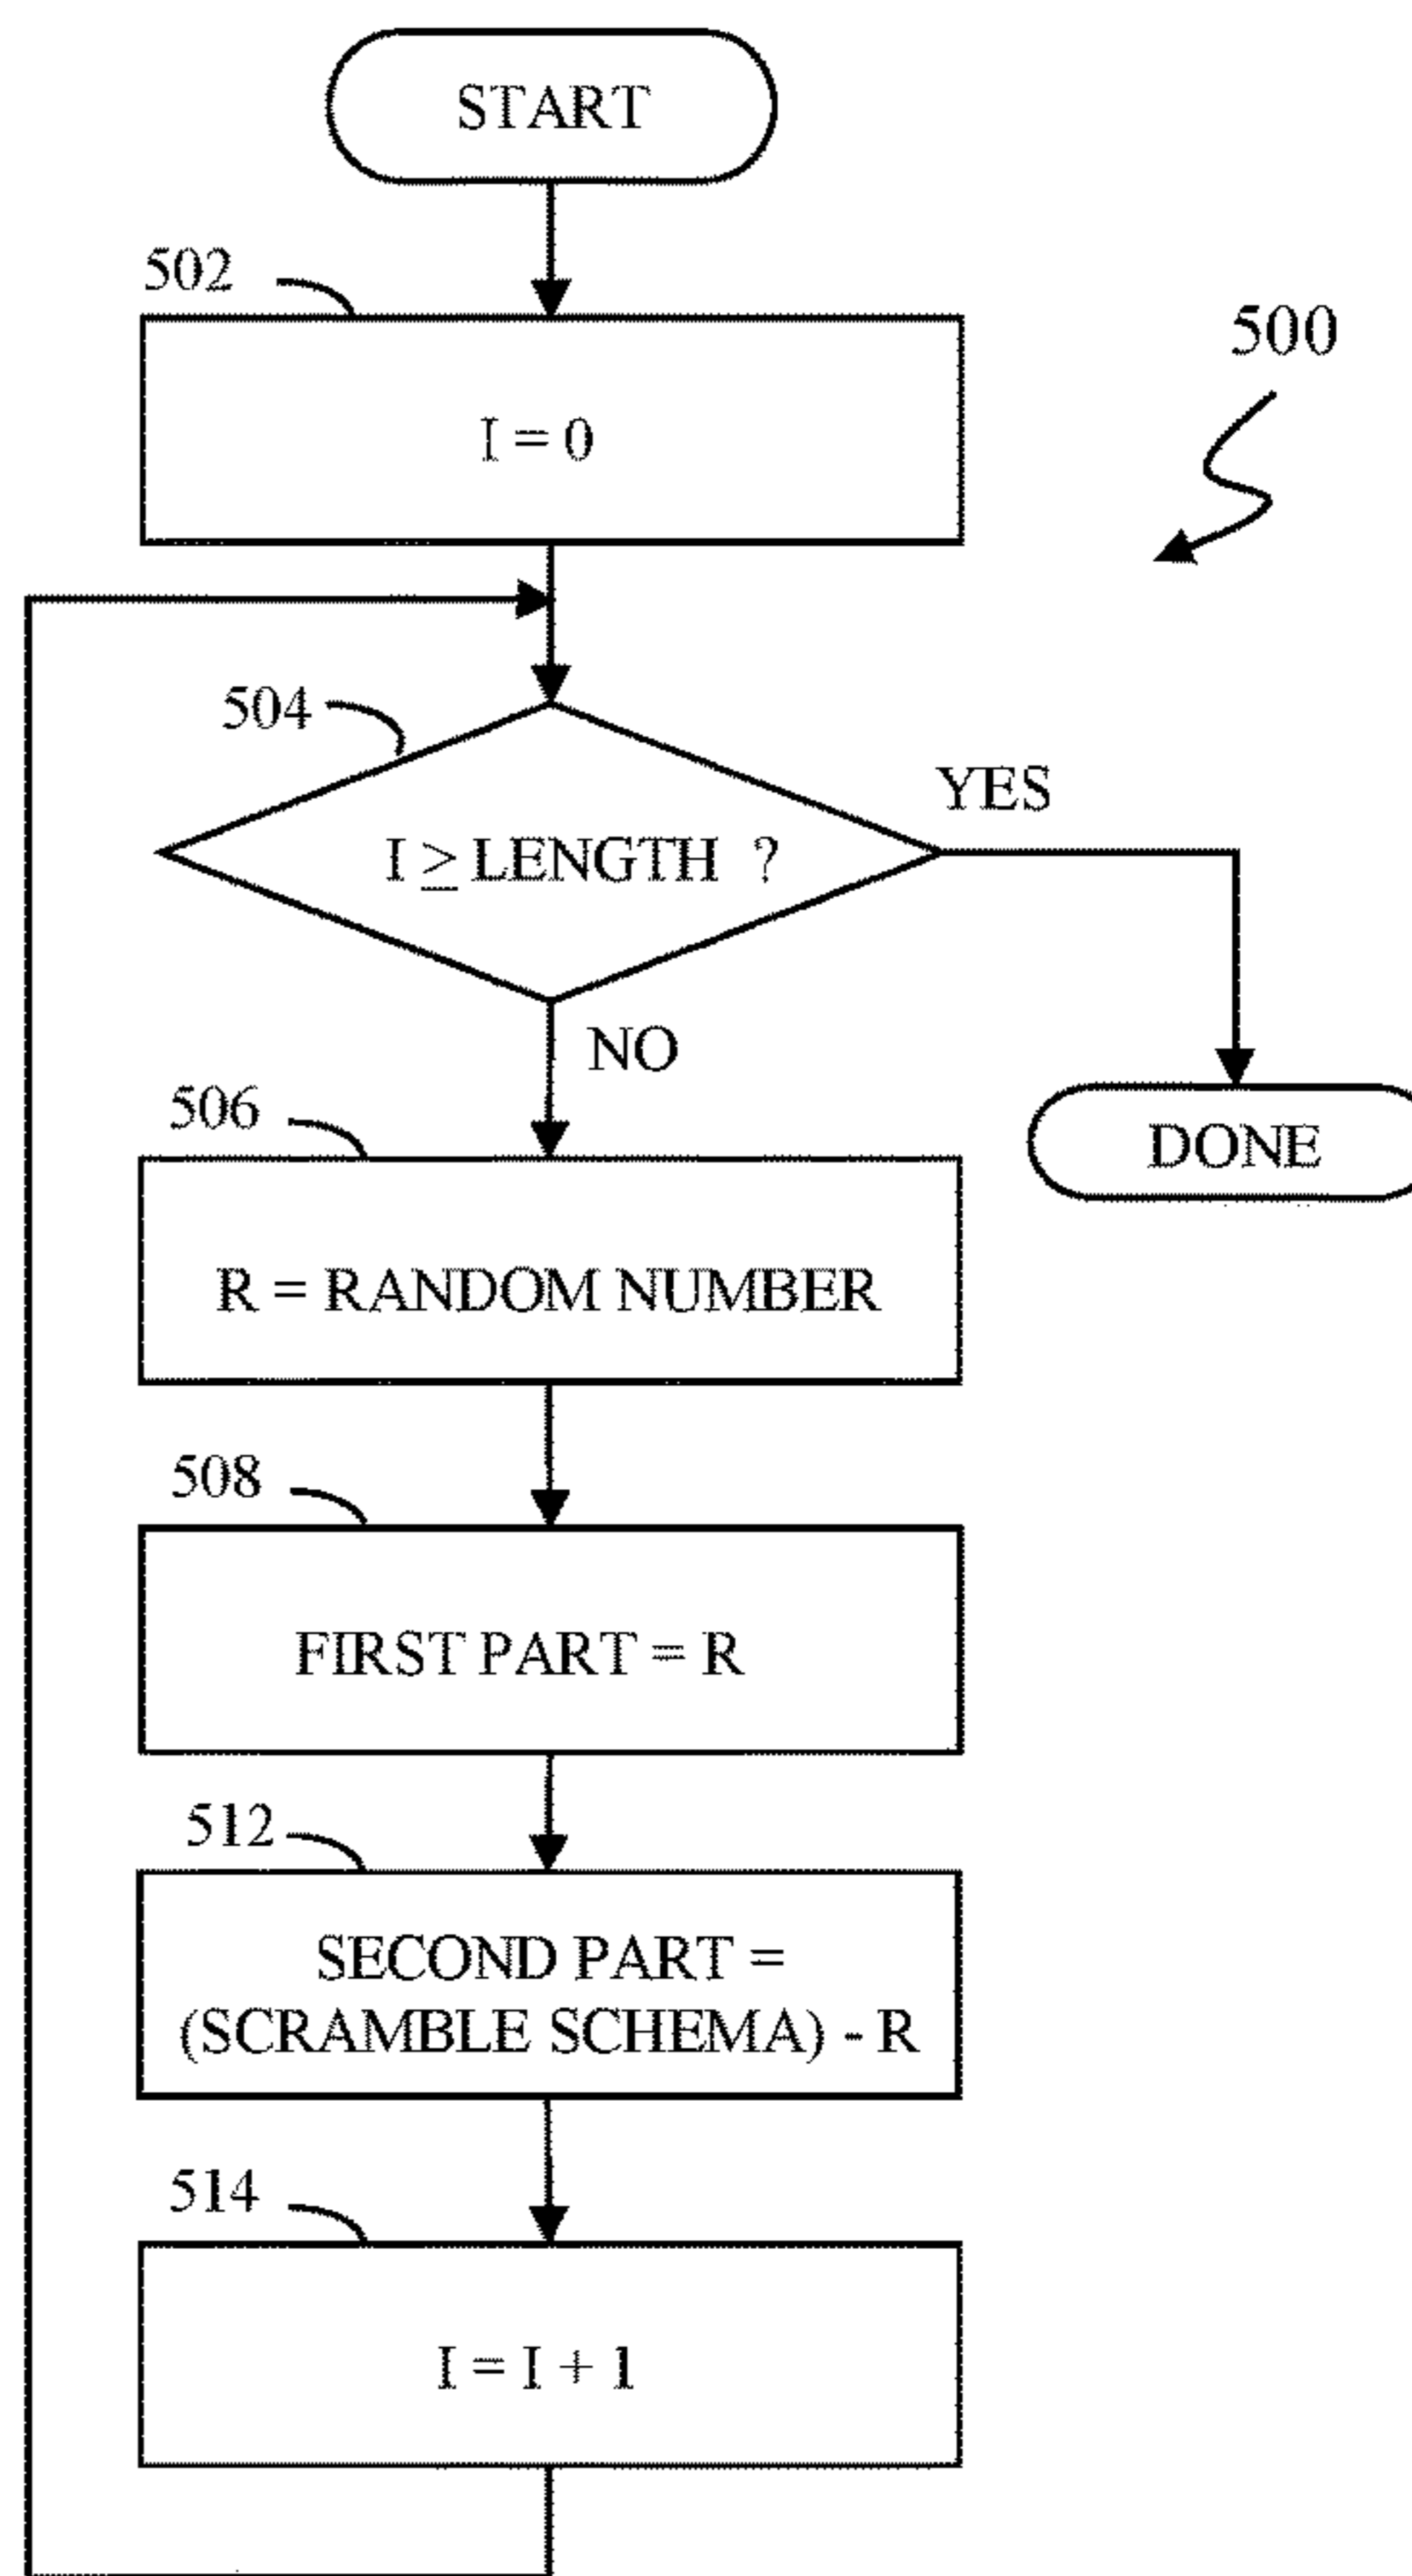 START
502
500
I = 0
504
YES
I ≥ LENGTH ?
NO
506
DONE
R = RANDOM NUMBER
508
FIRST PART = R
512
SECOND PART =
(SCRAMBLE SCHEMA) - R
514
I = I + 1